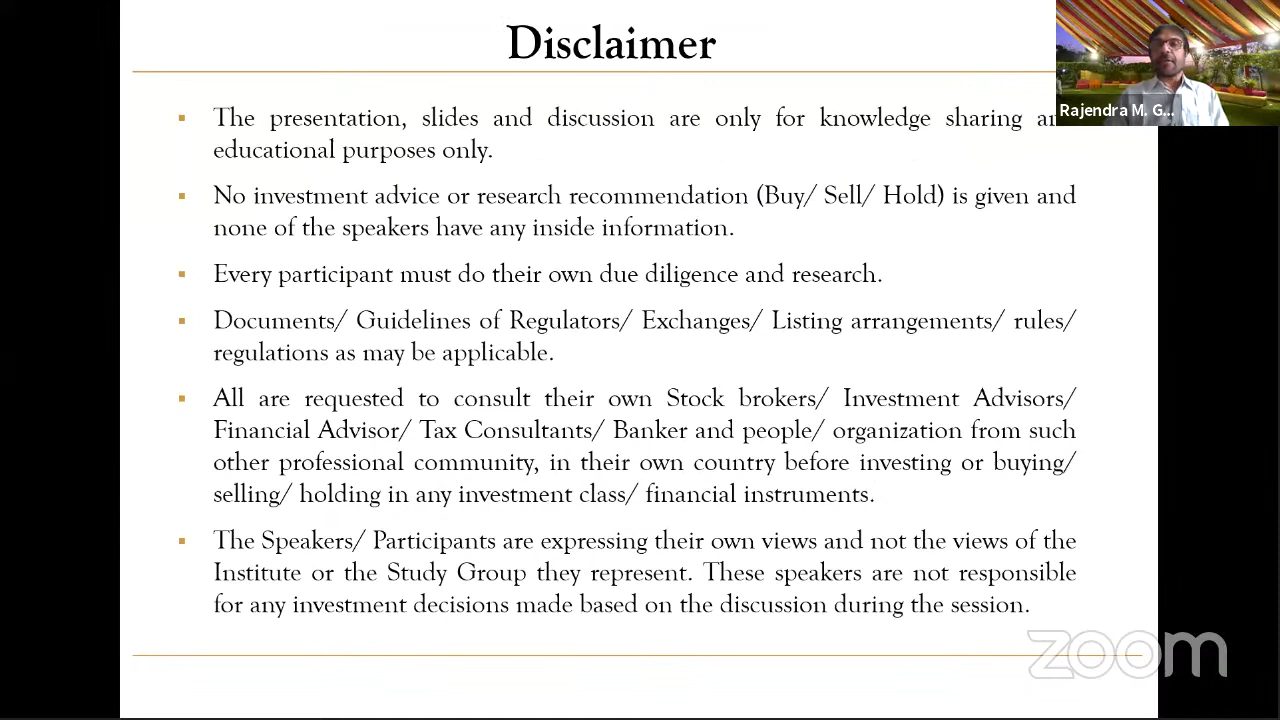 Disclaimer
Rajendra M. G...
▪ The presentation, slides and discussion are only for knowledge sharing
educational purposes only.
▪ No investment advice or research recommendation (Buy/ Sell/ Hold) is given and
none of the speakers have any inside information.
▪ Every participant must do their own due diligence and research.
▪ Documents/ Guidelines of Regulators/ Exchanges/ Listing arrangements/ rules/
regulations as may be applicable.
▪ All are requested to consult their own Stock brokers/ Investment Advisors/
Financial Advisor/ Tax Consultants/ Banker and people/ organization from such
other professional community, in their own country before investing or buying/
selling/ holding in any investment class/ financial instruments.
▪ The Speakers/ Participants are expressing their own views and not the views of the
Institute or the Study Group they represent. These speakers are not responsible
for any investment decisions made based on the discussion during the session.
zoom